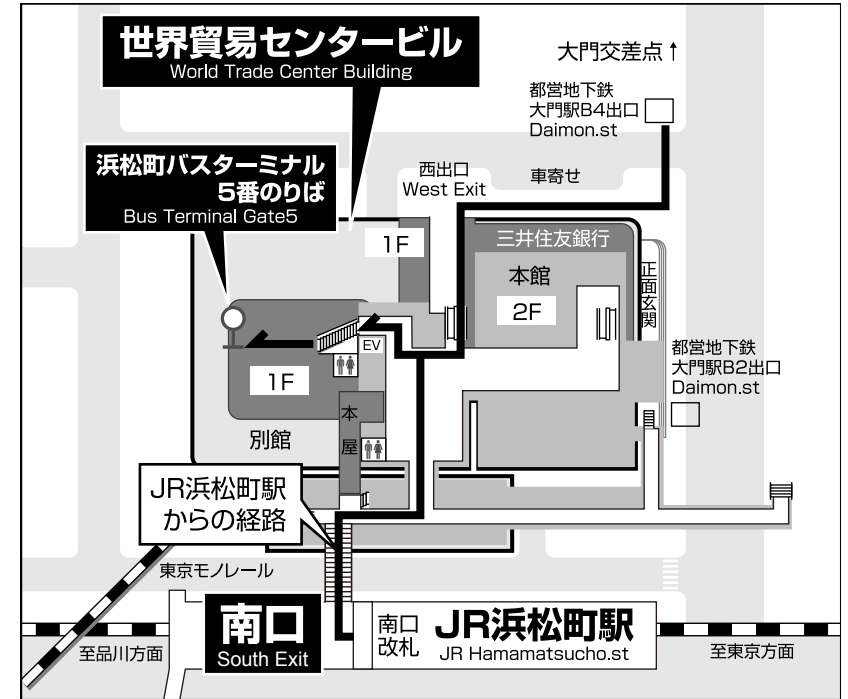 世界貿易センタービル
World Trade Center Building
大門交差点↑
都営地下鉄
大門駅B4出口
Daimon.st
浜松町バスターミナル
5番のりば
Bus Terminal Gate5
西出口
West Exit
車寄せ
1F
三井住友銀行
本館
2F
正面玄関
都営地下鉄
大門駅B2出口
Daimon.st
EV
1F
本屋
別館
JR浜松町駅
からの経路
東京モノレール
南口
South Exit
南口
改札
JR浜松町駅
JR Hamamatsucho.st
至品川方面
至東京方面